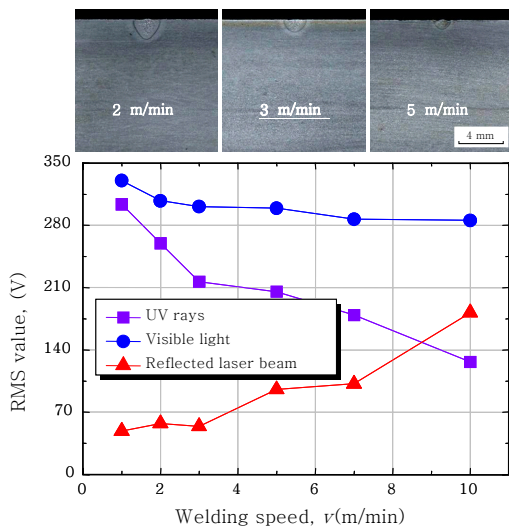 2 m/min 3 m/min 5 m/min
4 mm
350
280
210
140
70
0
RMS value, (V)
UV rays
Visible light
Reflected laser beam
0 2 4 6 8 10
Welding speed, v(m/min)